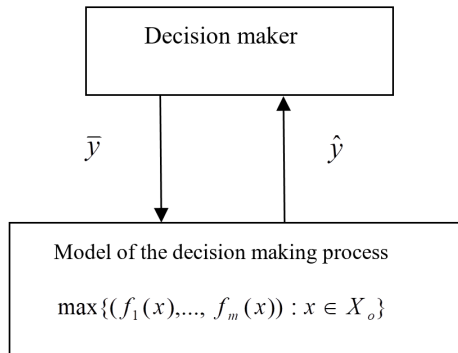 Decision maker
ȳ ŷ
Model of the decision making process
max{(f₁(x),..., fₘ(x)) : x ∈ Xₒ}